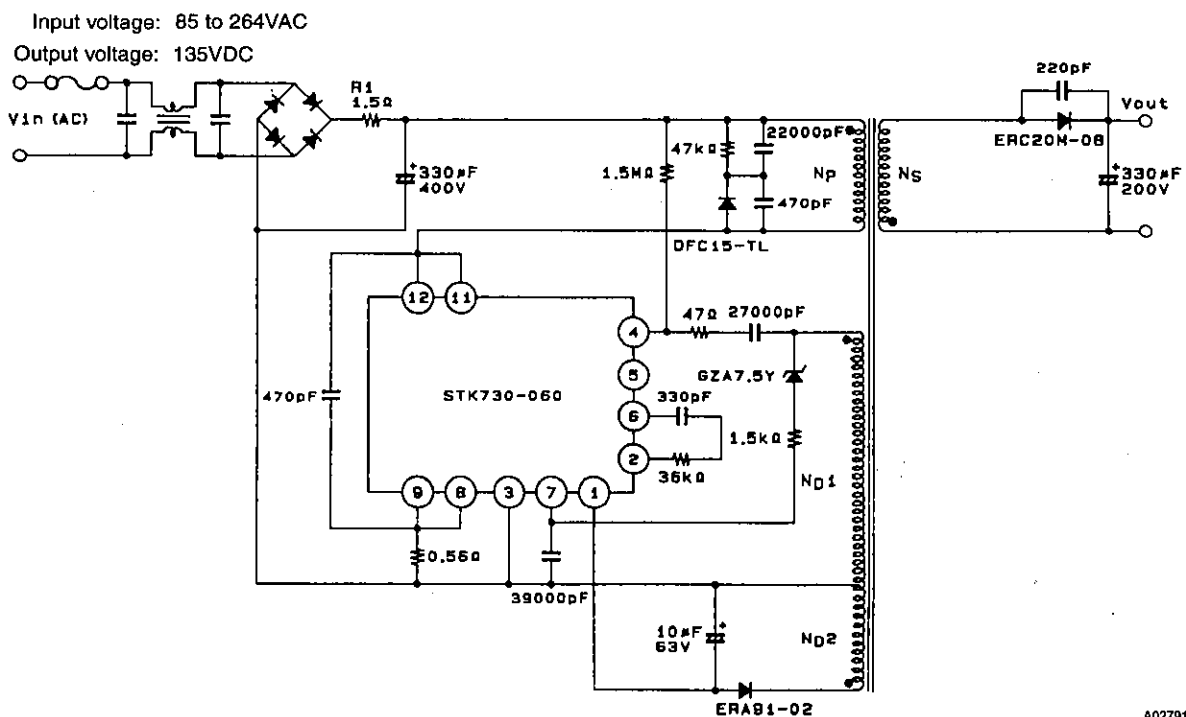 Input voltage: 85 to 264VAC
Output voltage: 135VDC
Vin (AC)
R1
1.5Ω
330μF
400V
1.5MΩ
47kΩ
22000pF
470pF
DFC15-TL
NP
NS
220pF
ERC20M-08
Vout
330μF
200V
12
11
4
5
6
2
9
8
3
7
1
STK730-060
470pF
47Ω
27000pF
GZA7.5Y
330pF
1.5kΩ
36kΩ
ND1
0.56Ω
39000pF
10μF
63V
ND2
ERA91-02
A02791